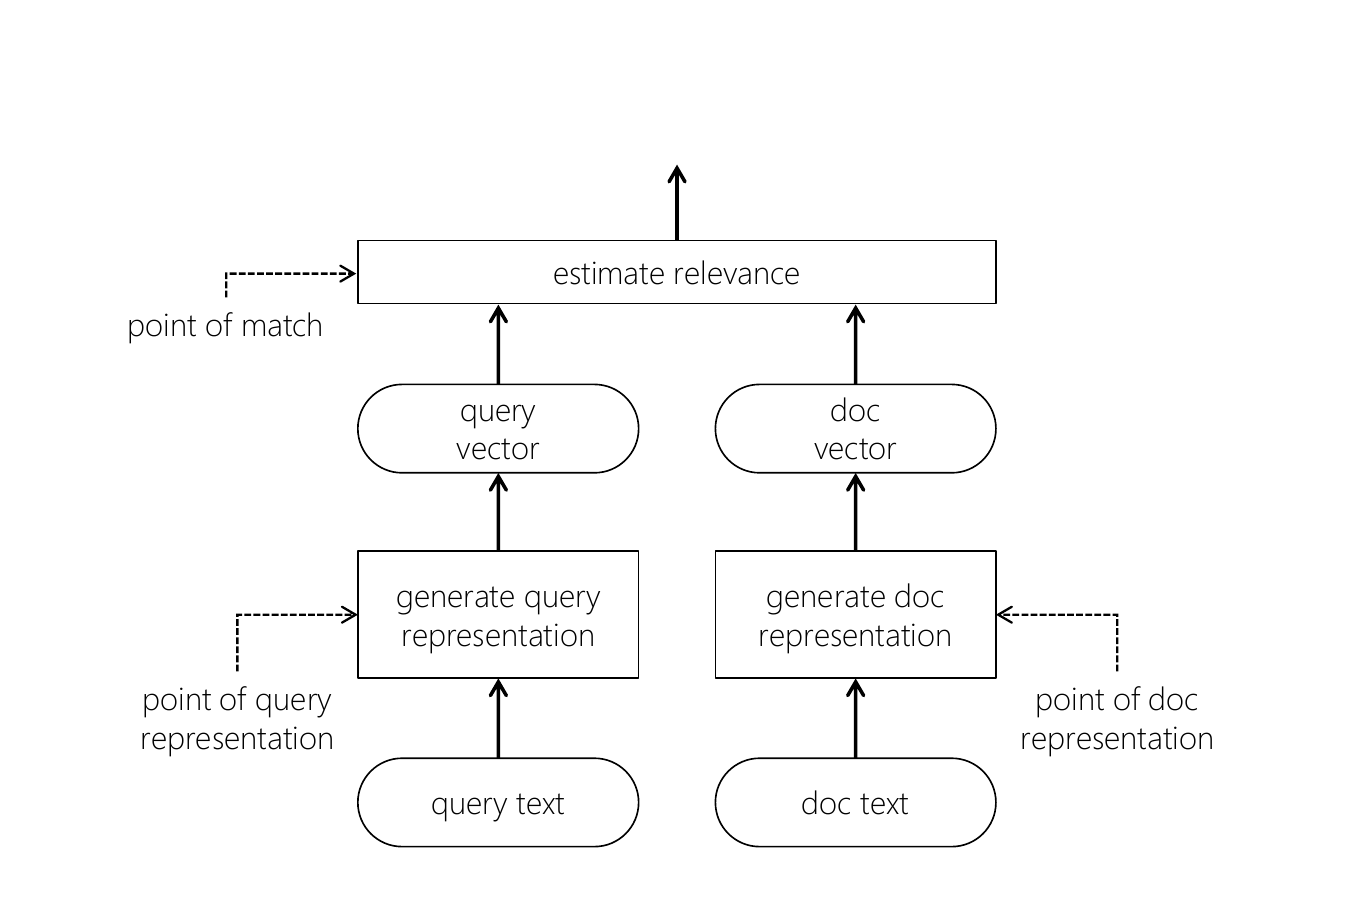 estimate relevance
point of match
query
vector
doc
vector
generate query
representation
generate doc
representation
point of query
representation
point of doc
representation
query text
doc text